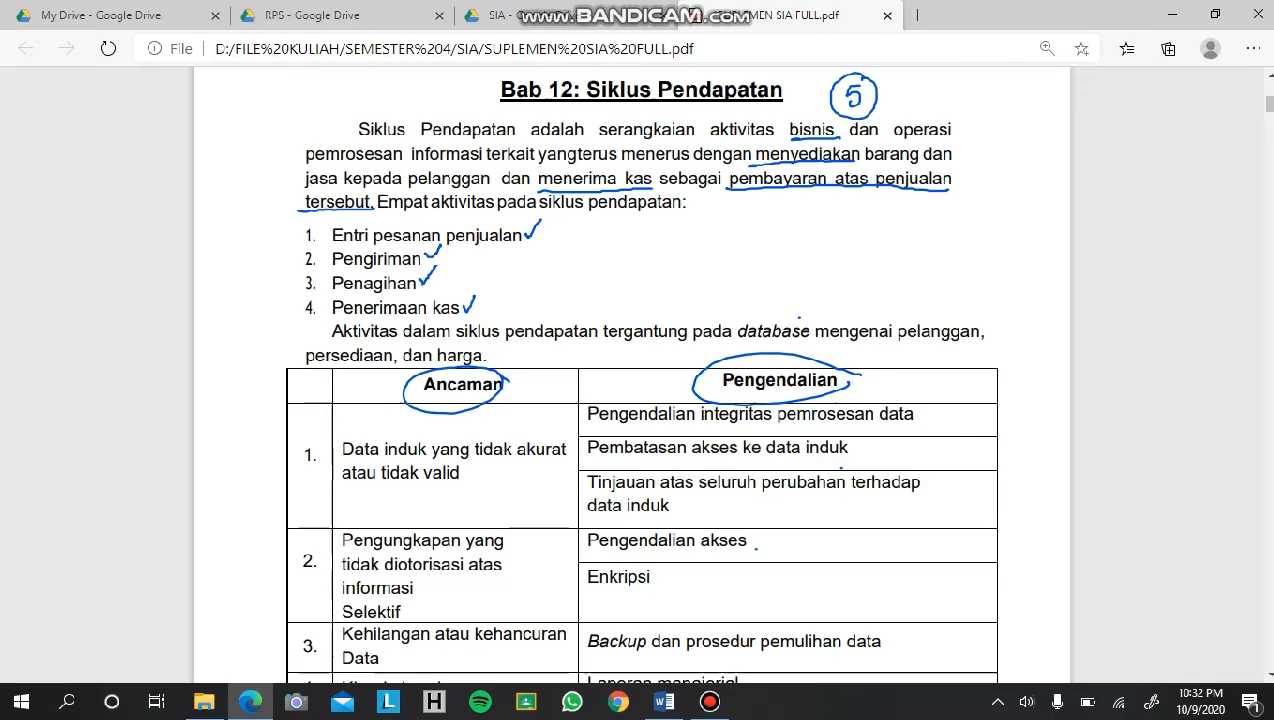 My Drive - Google Drive
RPS - Google Drive
SIA - G
www.BANDICAM.com
EMEN SIA FULL.pdf
File
D:/FILE%20KULIAH/SEMESTER%204/SIA/SUPLEMEN%20SIA%20FULL.pdf
Bab 12: Siklus Pendapatan
5
Siklus Pendapatan adalah serangkaian aktivitas bisnis dan operasi
pemrosesan informasi terkait yangterus menerus dengan menyediakan barang dan
jasa kepada pelanggan dan menerima kas sebagai pembayaran atas penjualan
tersebut. Empat aktivitas pada siklus pendapatan:
1. Entri pesanan penjualan
2. Pengiriman
3. Penagihan
4. Penerimaan kas
Aktivitas dalam siklus pendapatan tergantung pada database mengenai pelanggan,
persediaan, dan harga.
Ancaman
Pengendalian
1.
Data induk yang tidak akurat
atau tidak valid
Pengendalian integritas pemrosesan data
Pembatasan akses ke data induk
Tinjauan atas seluruh perubahan terhadap
data induk
2.
Pengungkapan yang
tidak diotorisasi atas
informasi
Selektif
Pengendalian akses
Enkripsi
3.
Kehilangan atau kehancuran
Data
Backup dan prosedur pemulihan data
Laporan manajerial
10:32 PM
10/9/2020